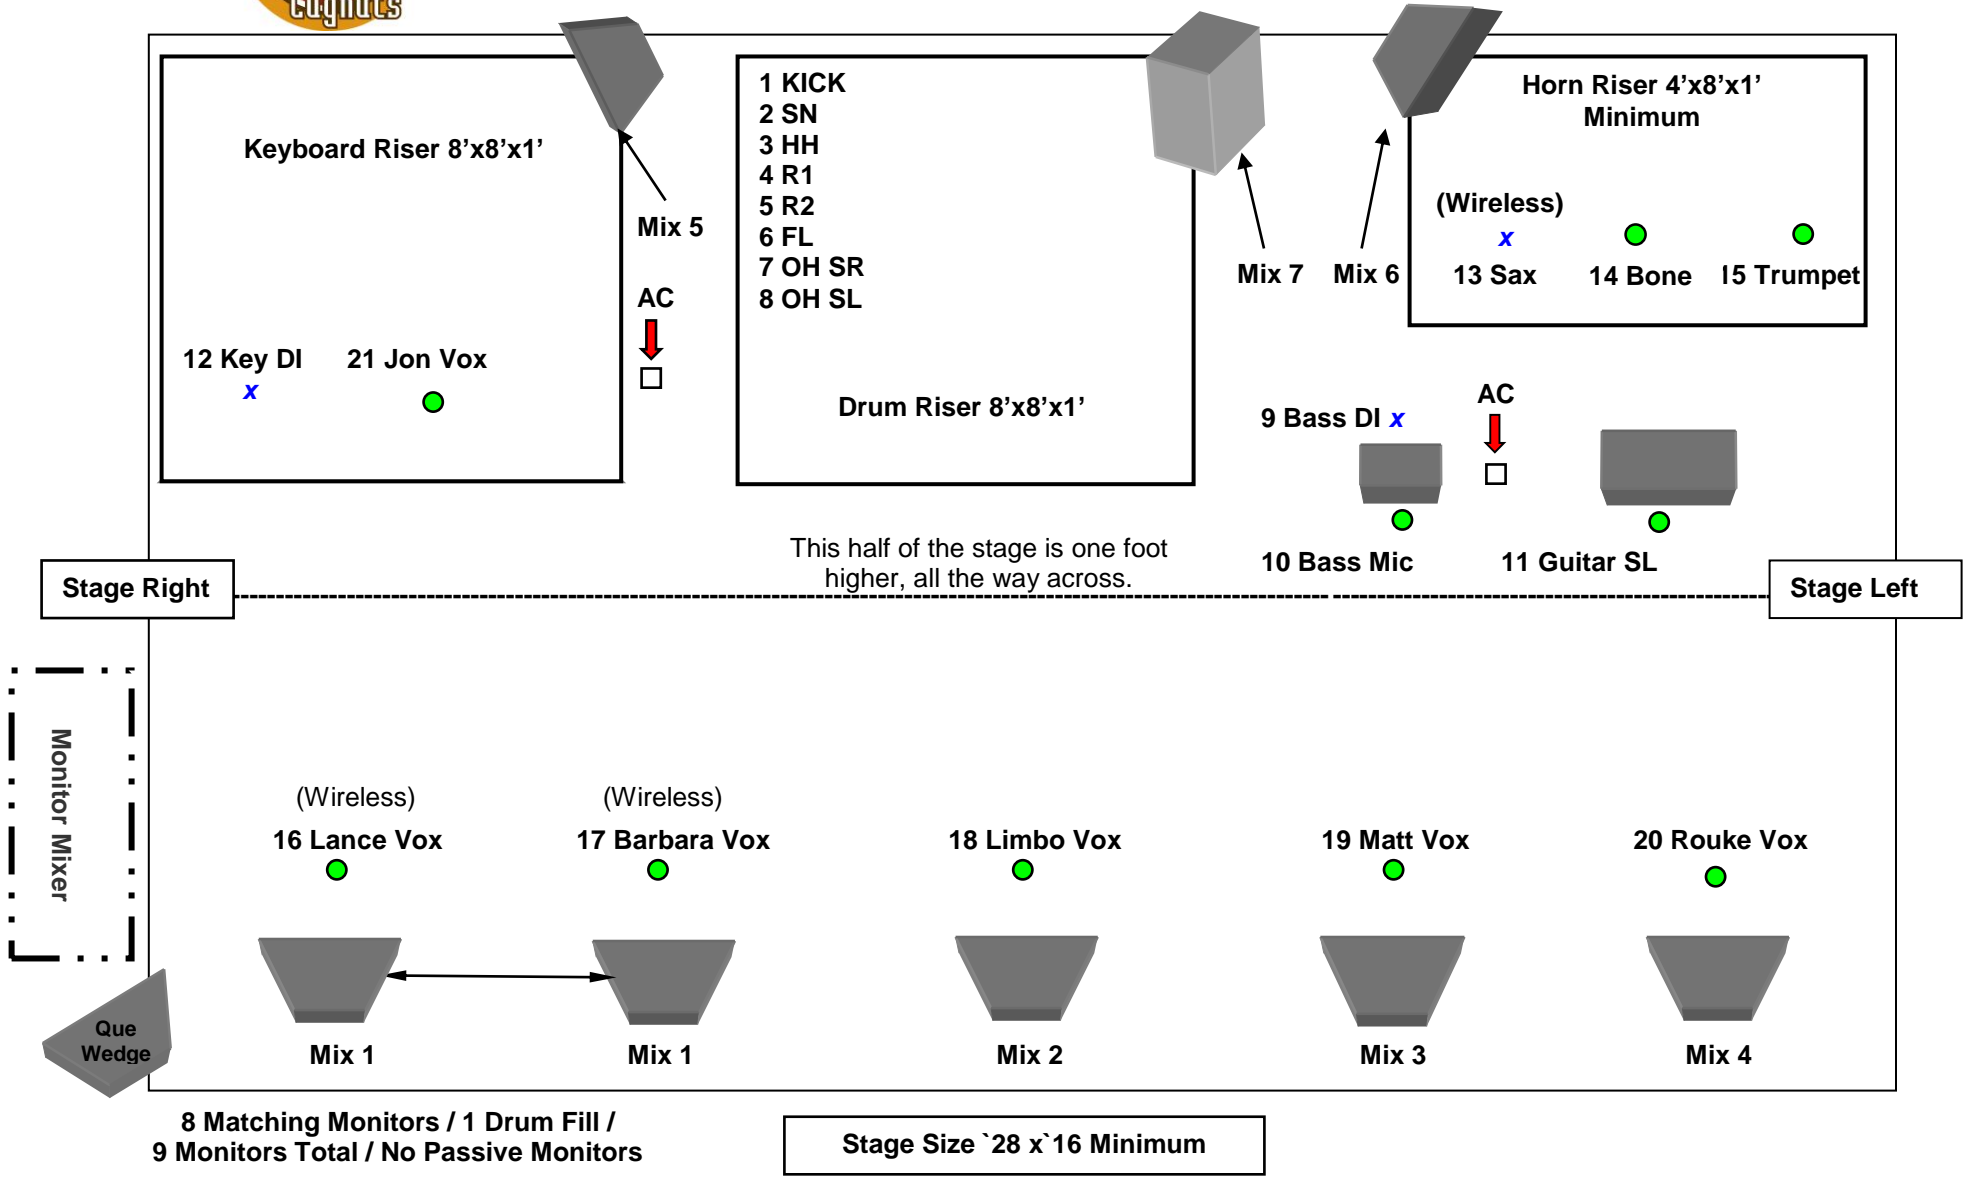 Lugnuts
Keyboard Riser 8’x8’x1’
Mix 5
AC
12 Key DI
21 Jon Vox
x
1 KICK
2 SN
3 HH
4 R1
5 R2
6 FL
7 OH SR
8 OH SL
Drum Riser 8’x8’x1’
Mix 7
Mix 6
Horn Riser 4’x8’x1’
Minimum
(Wireless)
x
13 Sax
14 Bone
15 Trumpet
9 Bass DI x
AC
10 Bass Mic
11 Guitar SL
This half of the stage is one foot
higher, all the way across.
Stage Right
Stage Left
Monitor Mixer
(Wireless)
(Wireless)
16 Lance Vox
17 Barbara Vox
18 Limbo Vox
19 Matt Vox
20 Rouke Vox
Que
Wedge
Mix 1
Mix 1
Mix 2
Mix 3
Mix 4
8 Matching Monitors / 1 Drum Fill /
9 Monitors Total / No Passive Monitors
Stage Size `28 x`16 Minimum